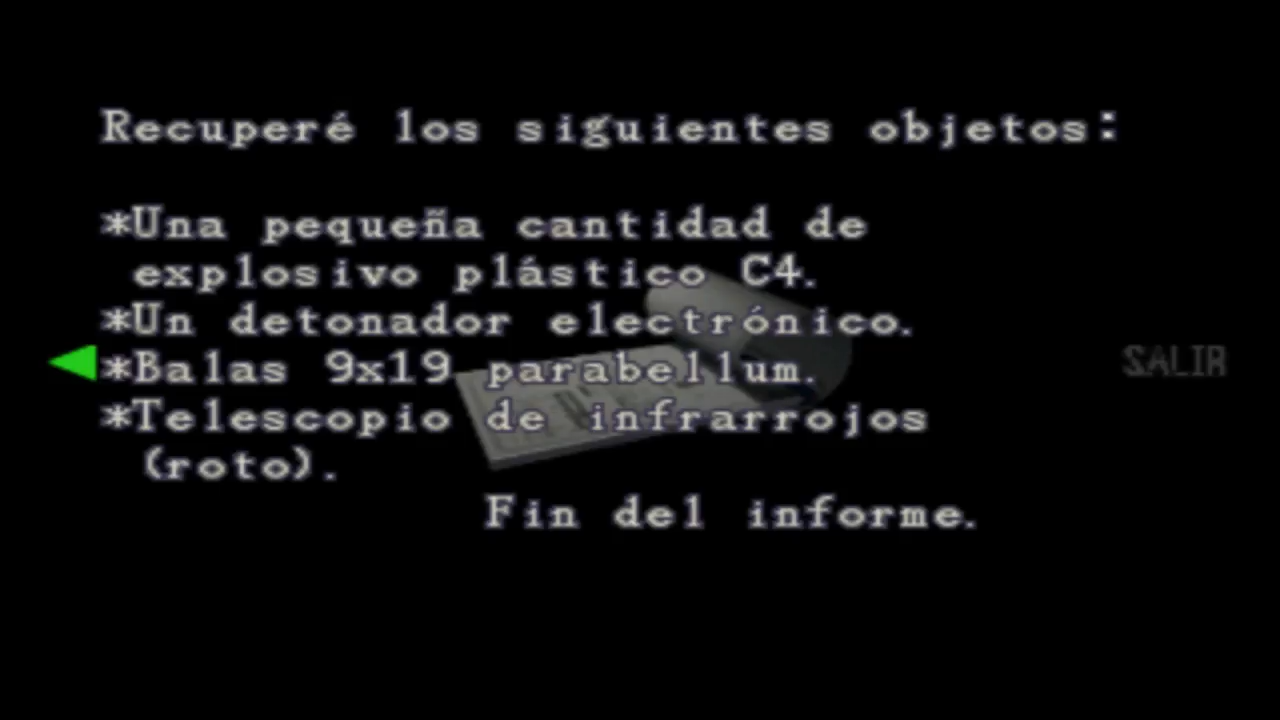 Recuperé los siguientes objetos:
*Una pequeña cantidad de
explosivo plástico C4.
*Un detonador electrónico.
*Balas 9x19 parabellum.
SALIR
*Telescopio de infrarrojos
(roto).
Fin del informe.